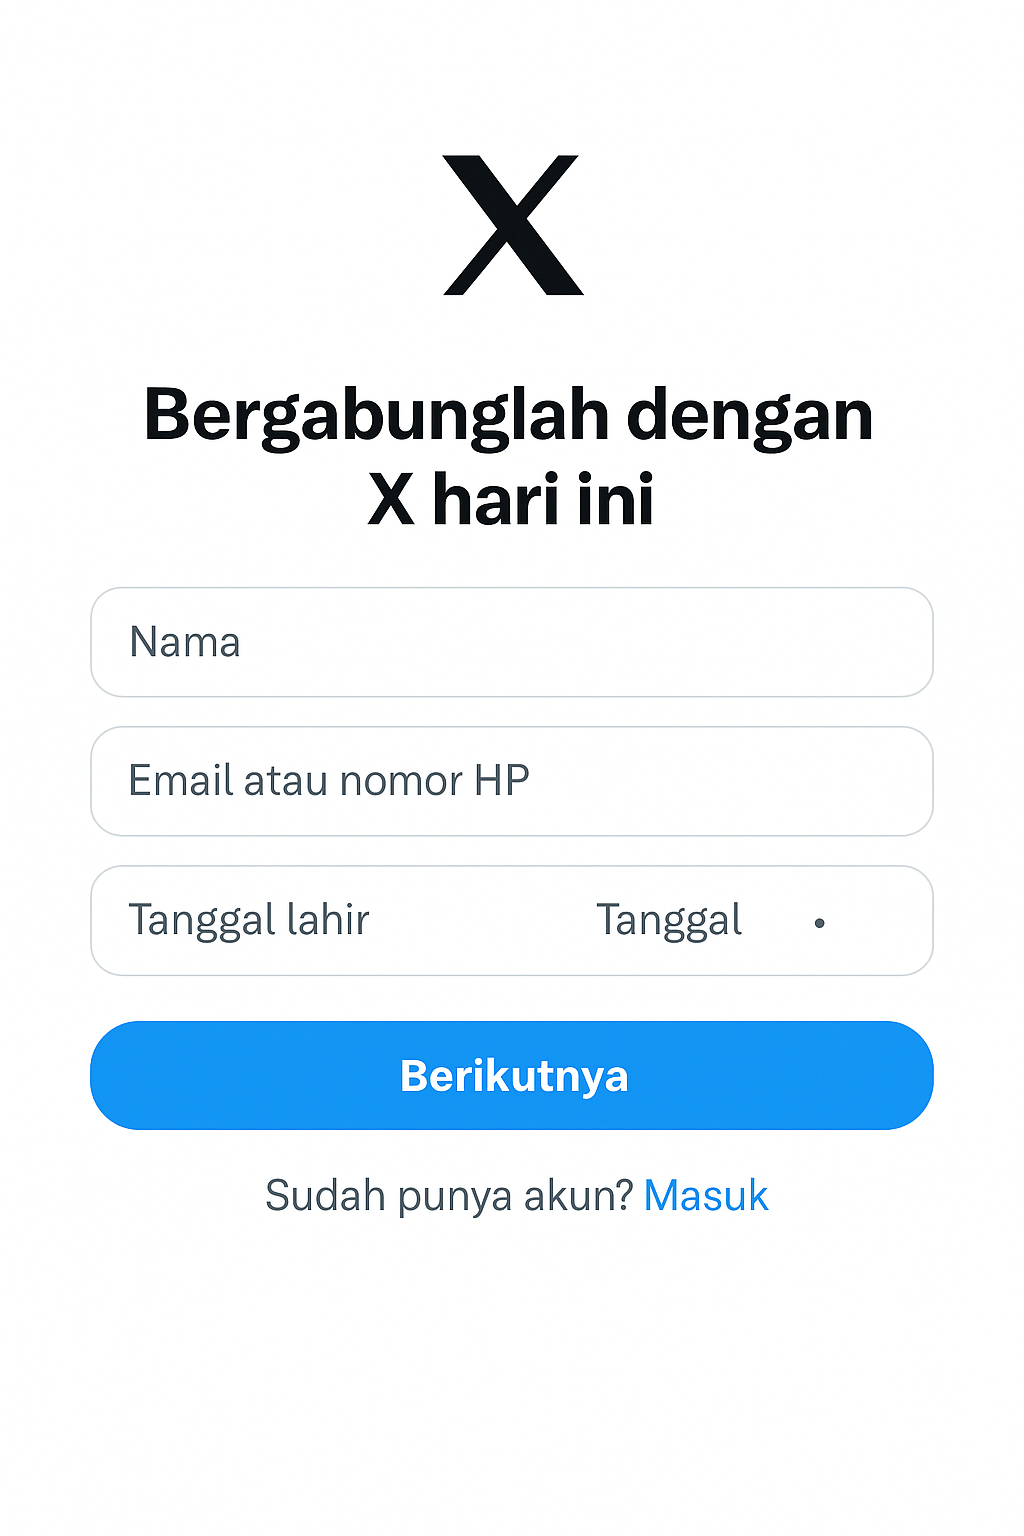 X
Bergabunglah dengan
X hari ini
Nama
Email atau nomor HP
Tanggal lahir Tanggal •
Berikutnya
Sudah punya akun? Masuk